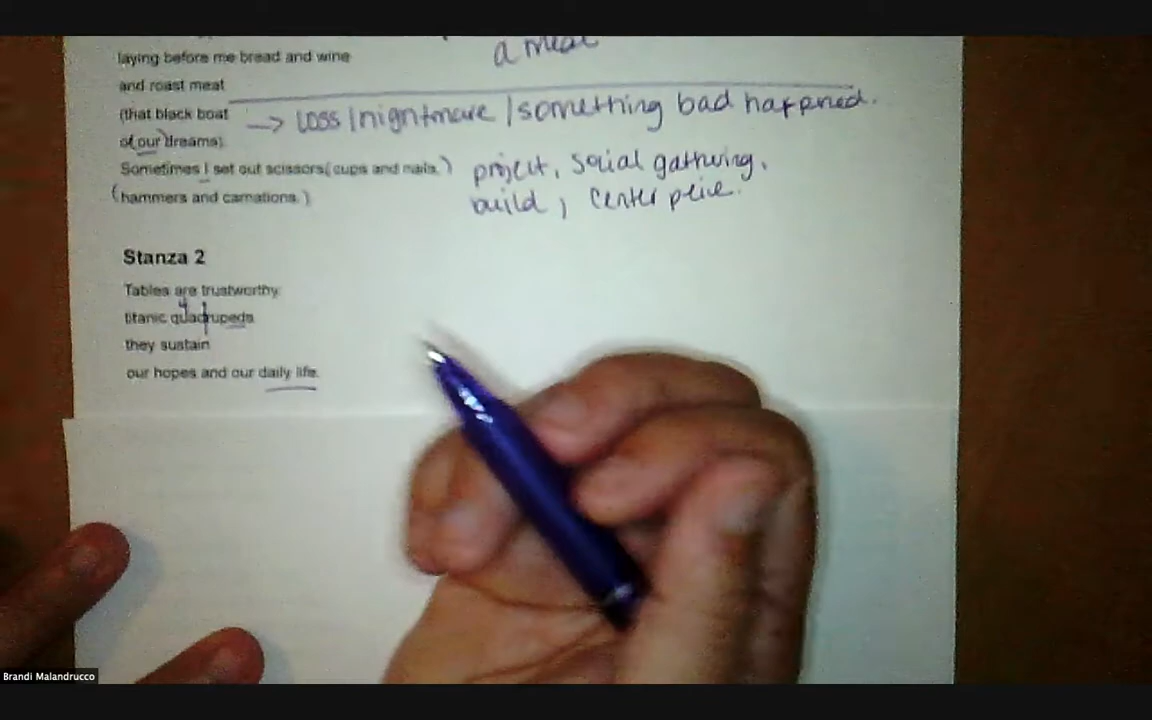 laying before me bread and wine
a meal
and roast meat
(that black boat
→ Loss / nightmare / something bad happened.
of our dreams).
Sometimes I set out scissors (cups and nails,)
project, social gathering,
(hammers and carnations.)
build, center peice.
Stanza 2
Tables are trustworthy:
4
titanic quadrupeds
they sustain
our hopes and our daily life.
Brandi Malandrucco